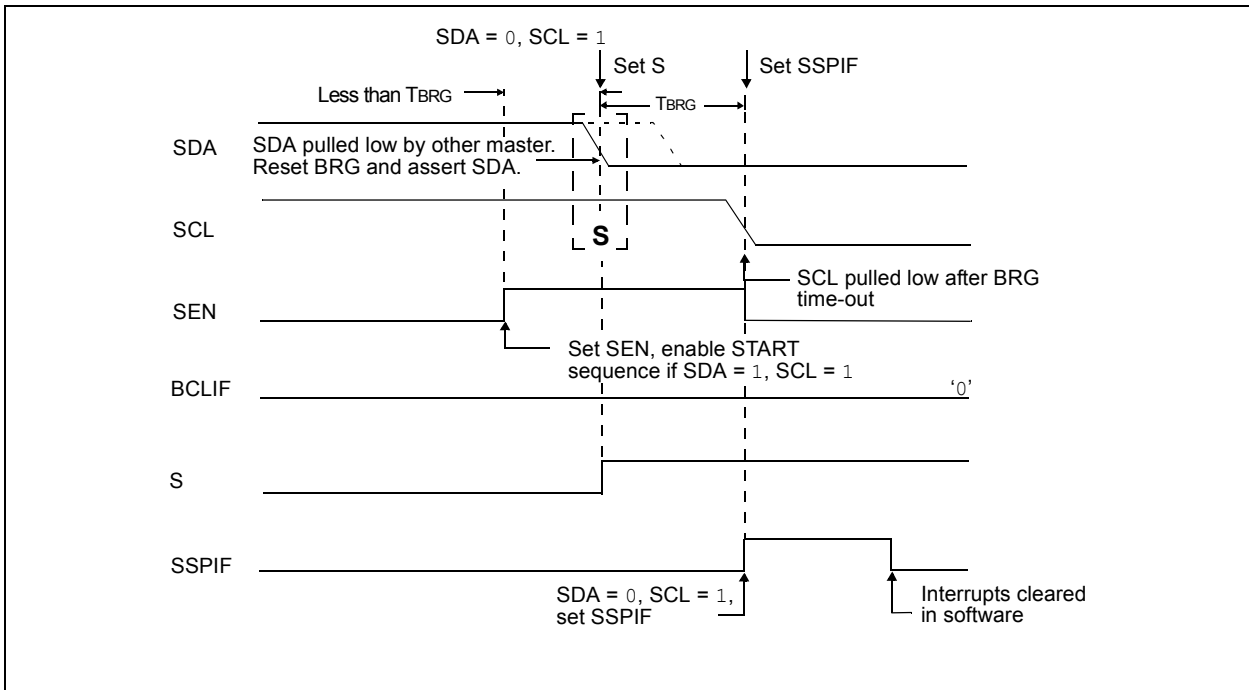 SDA = 0, SCL = 1
Set S
Set SSPIF
Less than TBRG
TBRG
SDA
SDA pulled low by other master.
Reset BRG and assert SDA.
SCL
S
SCL pulled low after BRG
time-out
SEN
Set SEN, enable START
sequence if SDA = 1, SCL = 1
BCLIF
‘0’
S
SSPIF
SDA = 0, SCL = 1,
set SSPIF
Interrupts cleared
in software